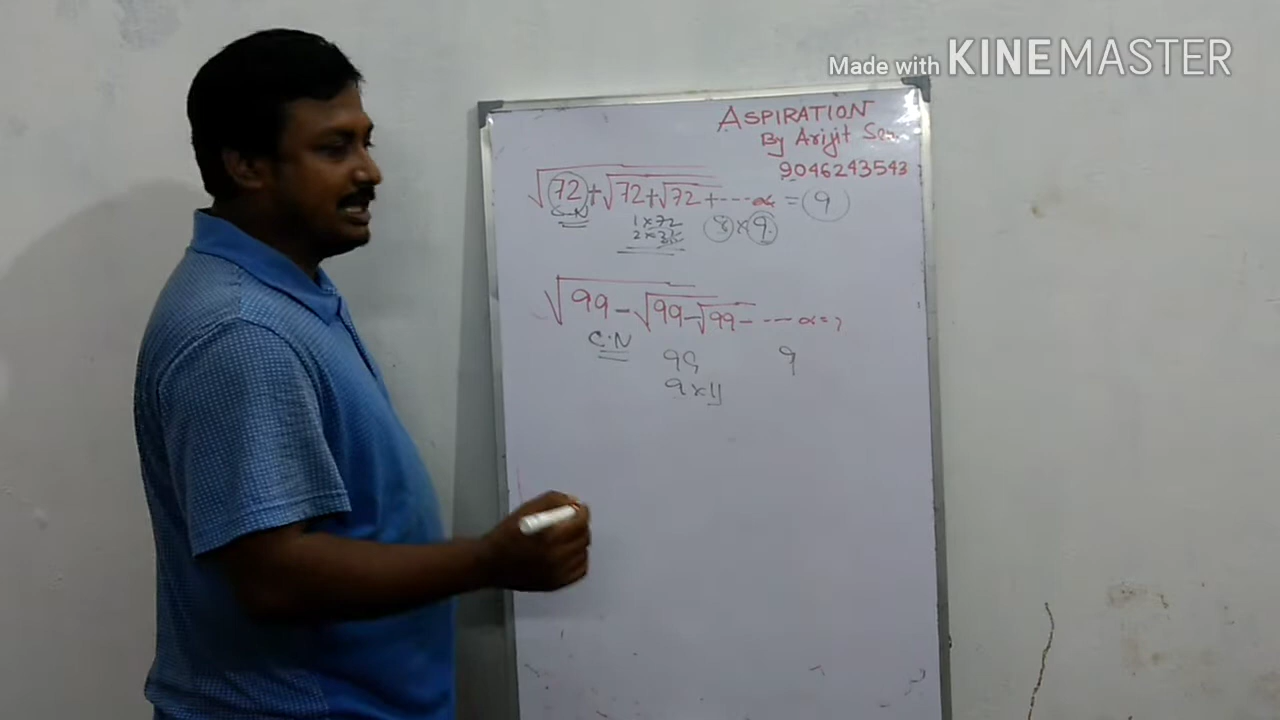 Made with KINEMASTER
ASPIRATION
By Arijit Sen
9046243543
√72+√72+√72+----∝ = 9
C.N 1×72 8×9
2×36
√99-√99-√99-----∝=?
C.N 99 9
9×11